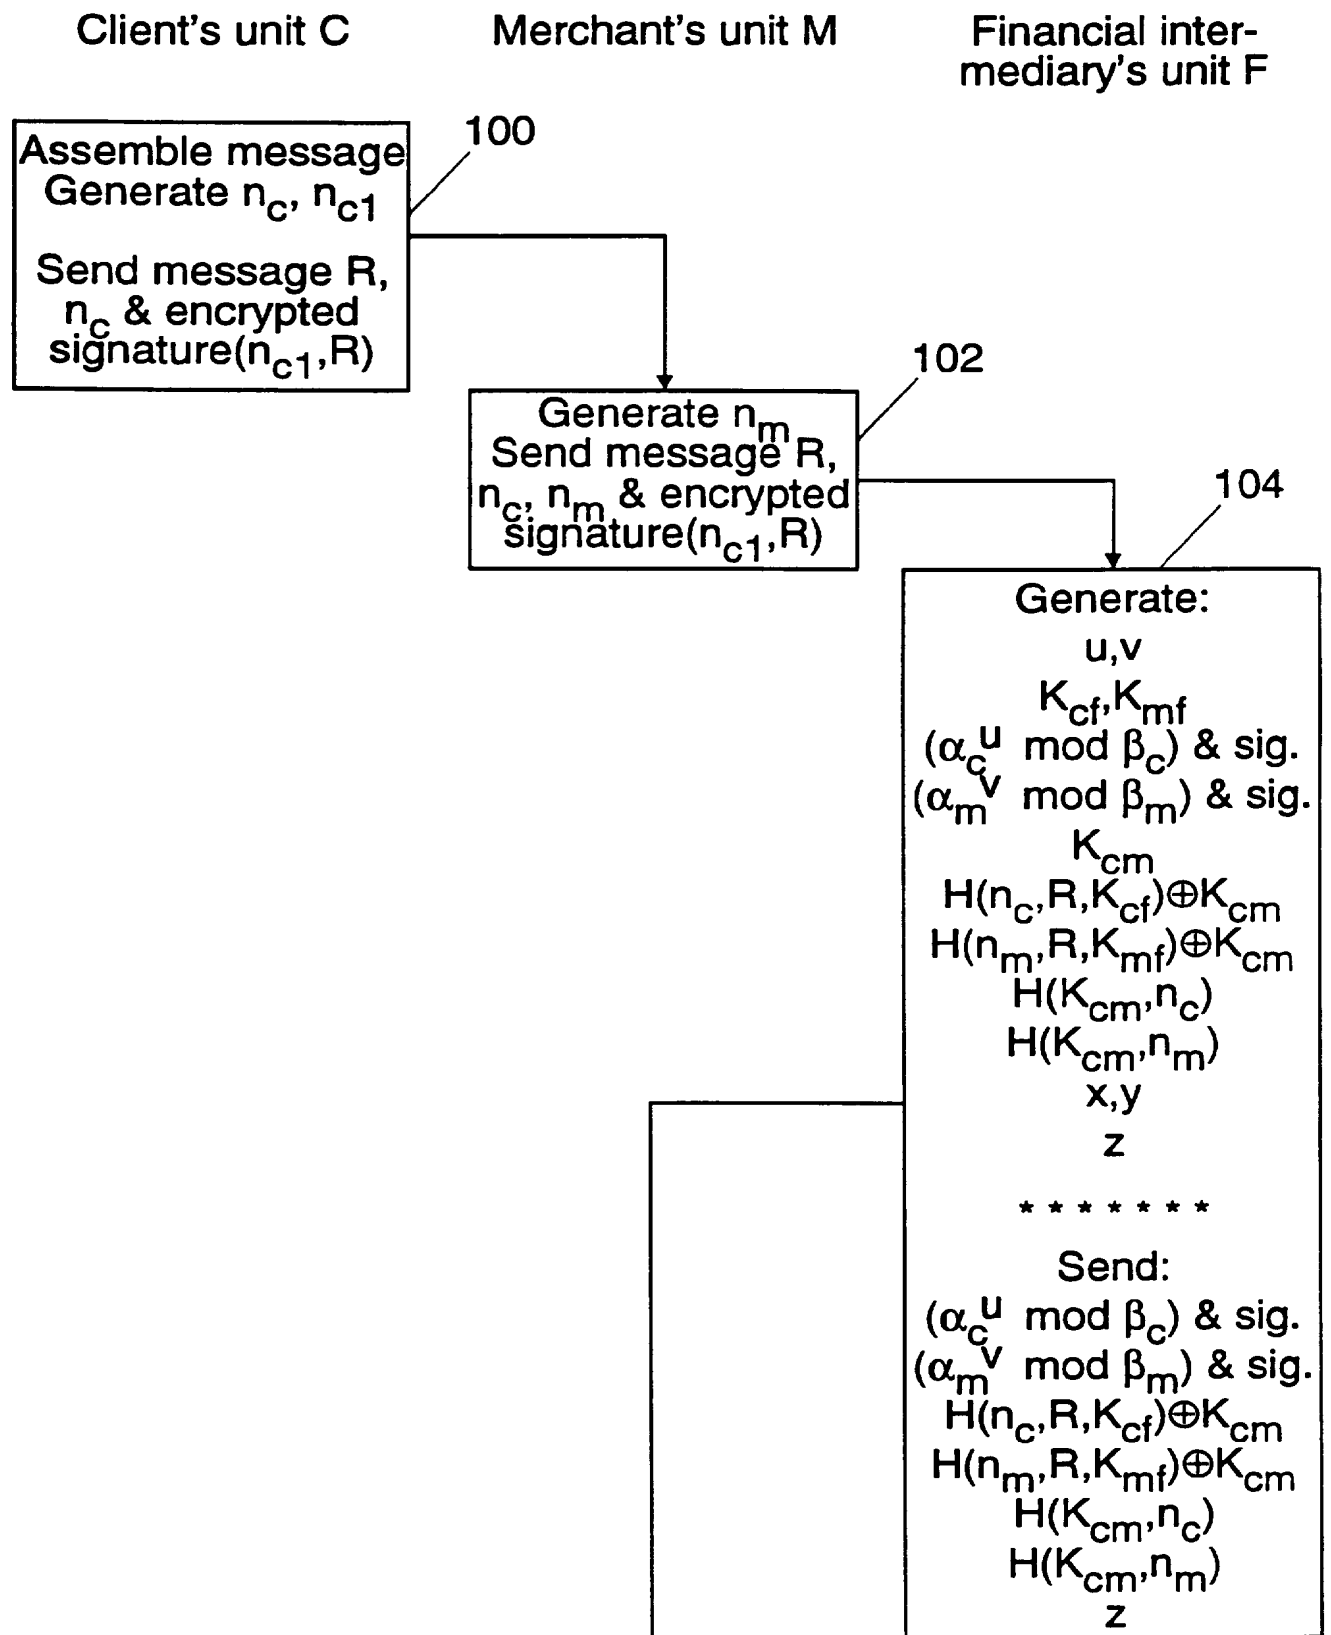 Client's unit C
Merchant's unit M
Financial inter-
mediary's unit F
100
Assemble message
Generate n_c, n_c1
Send message R,
n_c & encrypted
signature(n_c1,R)
102
Generate n_m
Send message R,
n_c, n_m & encrypted
signature(n_c1,R)
104
Generate:
u,v
K_cf,K_mf
(α_c^u mod β_c) & sig.
(α_m^v mod β_m) & sig.
K_cm
H(n_c,R,K_cf)⊕K_cm
H(n_m,R,K_mf)⊕K_cm
H(K_cm,n_c)
H(K_cm,n_m)
x,y
z
* * * * * * *
Send:
(α_c^u mod β_c) & sig.
(α_m^v mod β_m) & sig.
H(n_c,R,K_cf)⊕K_cm
H(n_m,R,K_mf)⊕K_cm
H(K_cm,n_c)
H(K_cm,n_m)
z